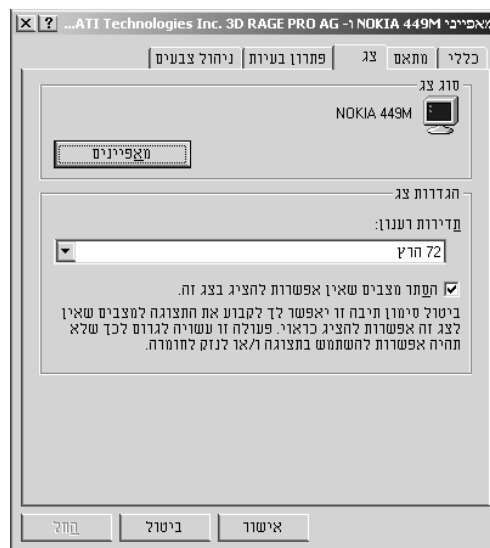 מאפייני NOKIA 449M ו- ATI Technologies Inc. 3D RAGE PRO AG...
כללי
מתאם
צג
פתרון בעיות
ניהול צבעים
סוג צג
NOKIA 449M
מאפיינים
הגדרות צג
תדירות רענון:
72 הרץ
הסתר מצבים שאין אפשרות להציג בצג זה.
ביטול סימון תיבה זו יאפשר לך לקבוע את התצוגה למצבים שאין
לצג זה אפשרות להציג כראוי. פעולה זו עשויה לגרום לכך שלא
תהיה אפשרות להשתמש בתצוגה ו/או לנזק לחומרה.
אישור
ביטול
החל